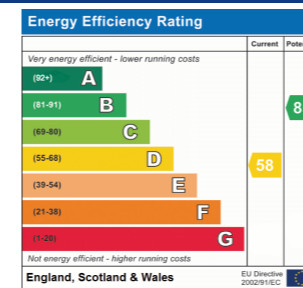 Energy Efficiency Rating
Current
Very energy efficient - lower running costs
(92+) A
(81-91) B
(69-80) C
(55-68) D 58
(39-54) E
(21-38) F
(1-20) G
Not energy efficient - higher running costs
England, Scotland & Wales
EU Directive
2002/91/EC